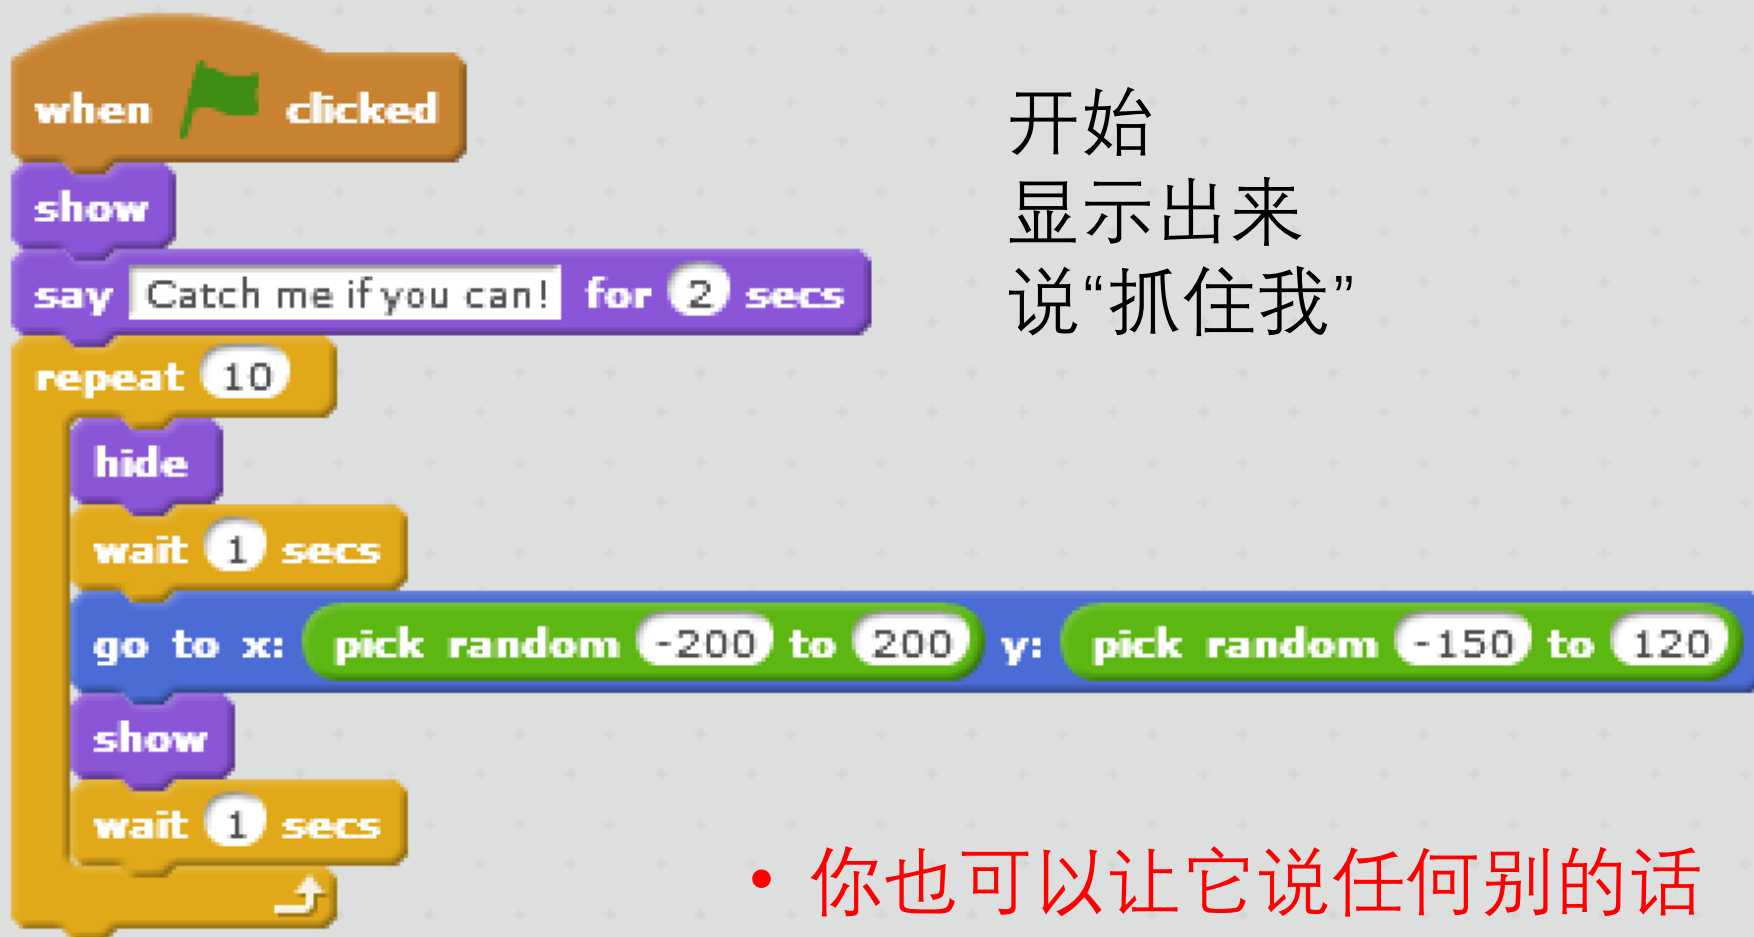 when clicked
show
say Catch me if you can! for 2 secs
repeat 10
hide
wait 1 secs
go to x: pick random -200 to 200 y: pick random -150 to 120
show
wait 1 secs
开始
显示出来
说“抓住我”
• 你也可以让它说任何别的话